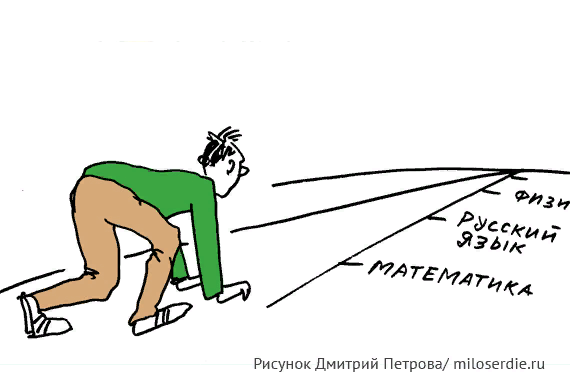 ФИЗИ
РУССКИЙ
ЯЗЫК
МАТЕМАТИКА
Рисунок Дмитрий Петрова/ miloserdie.ru